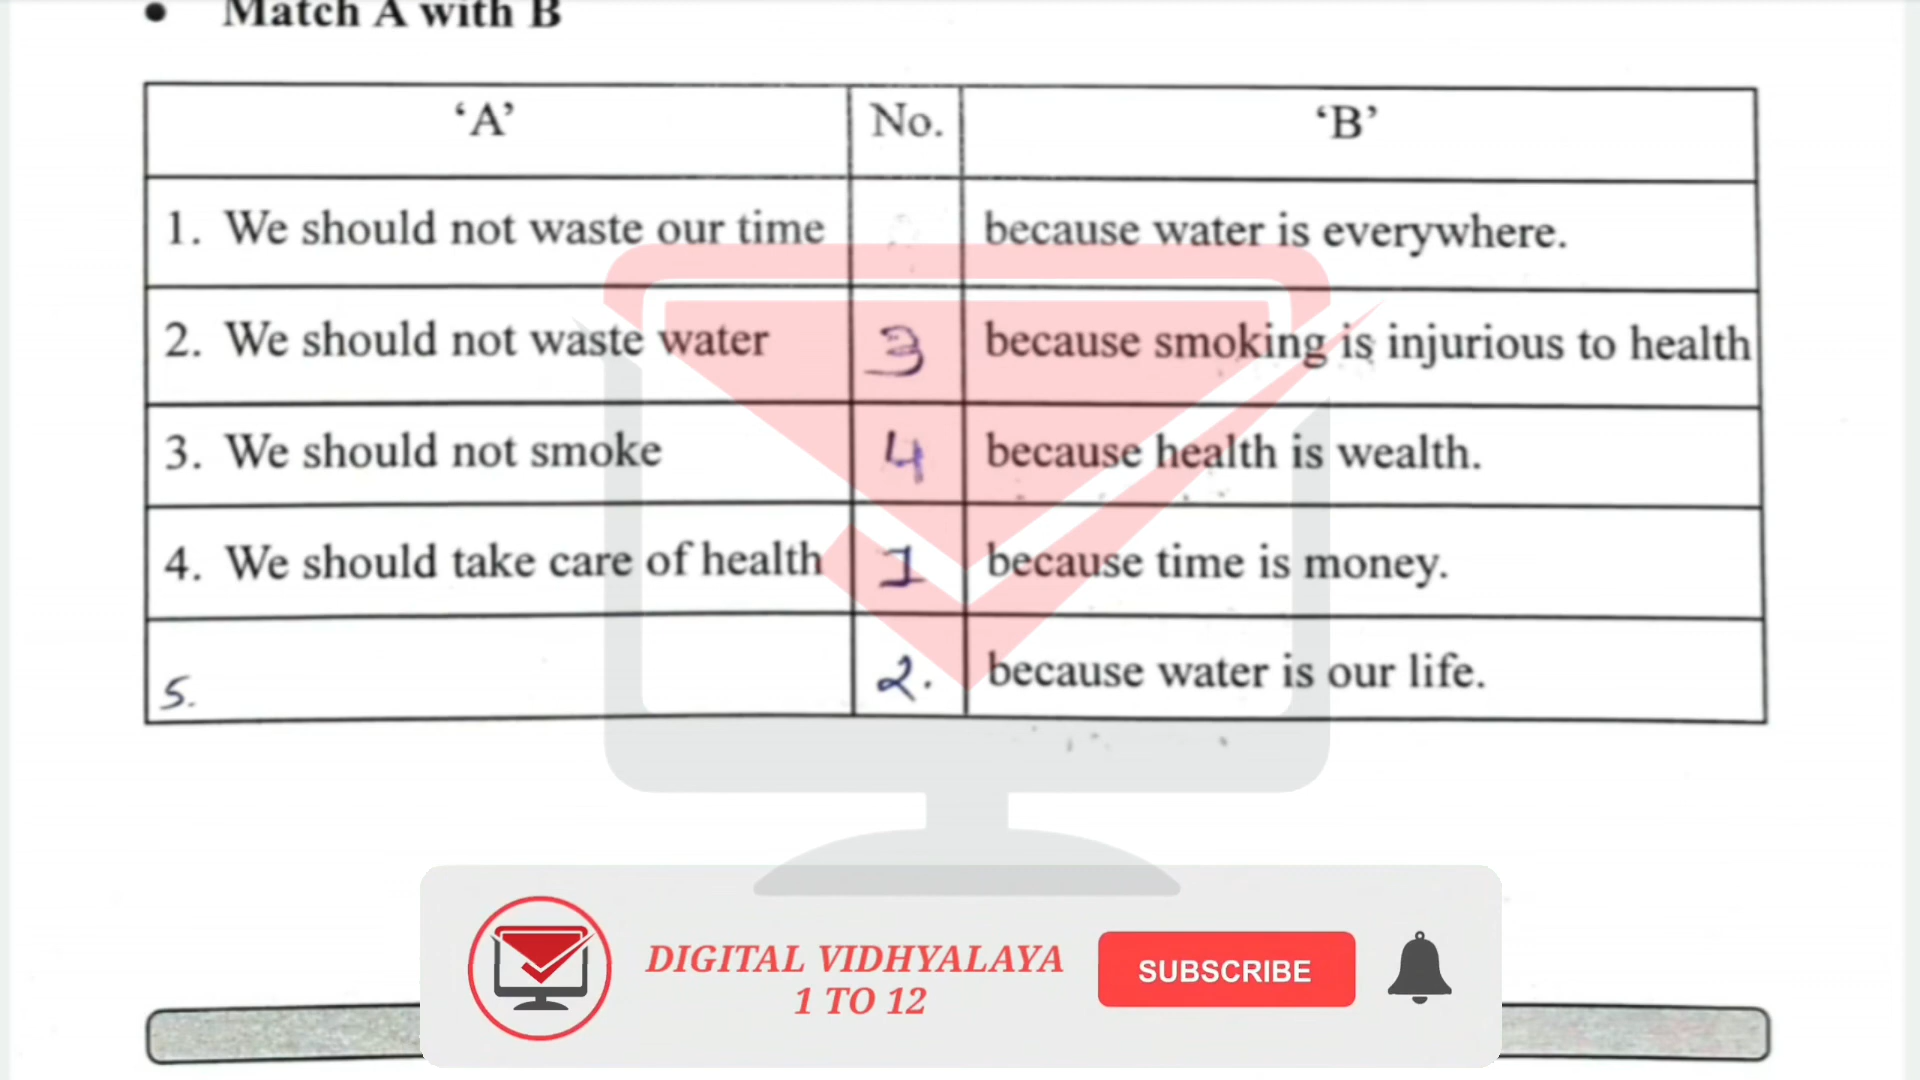 • Match A with B
‘A’ No. ‘B’
1. We should not waste our time because water is everywhere.
2. We should not waste water 3 because smoking is injurious to health
3. We should not smoke 4 because health is wealth.
4. We should take care of health 1 because time is money.
5. 2. because water is our life.
DIGITAL VIDHYALAYA
1 TO 12
SUBSCRIBE